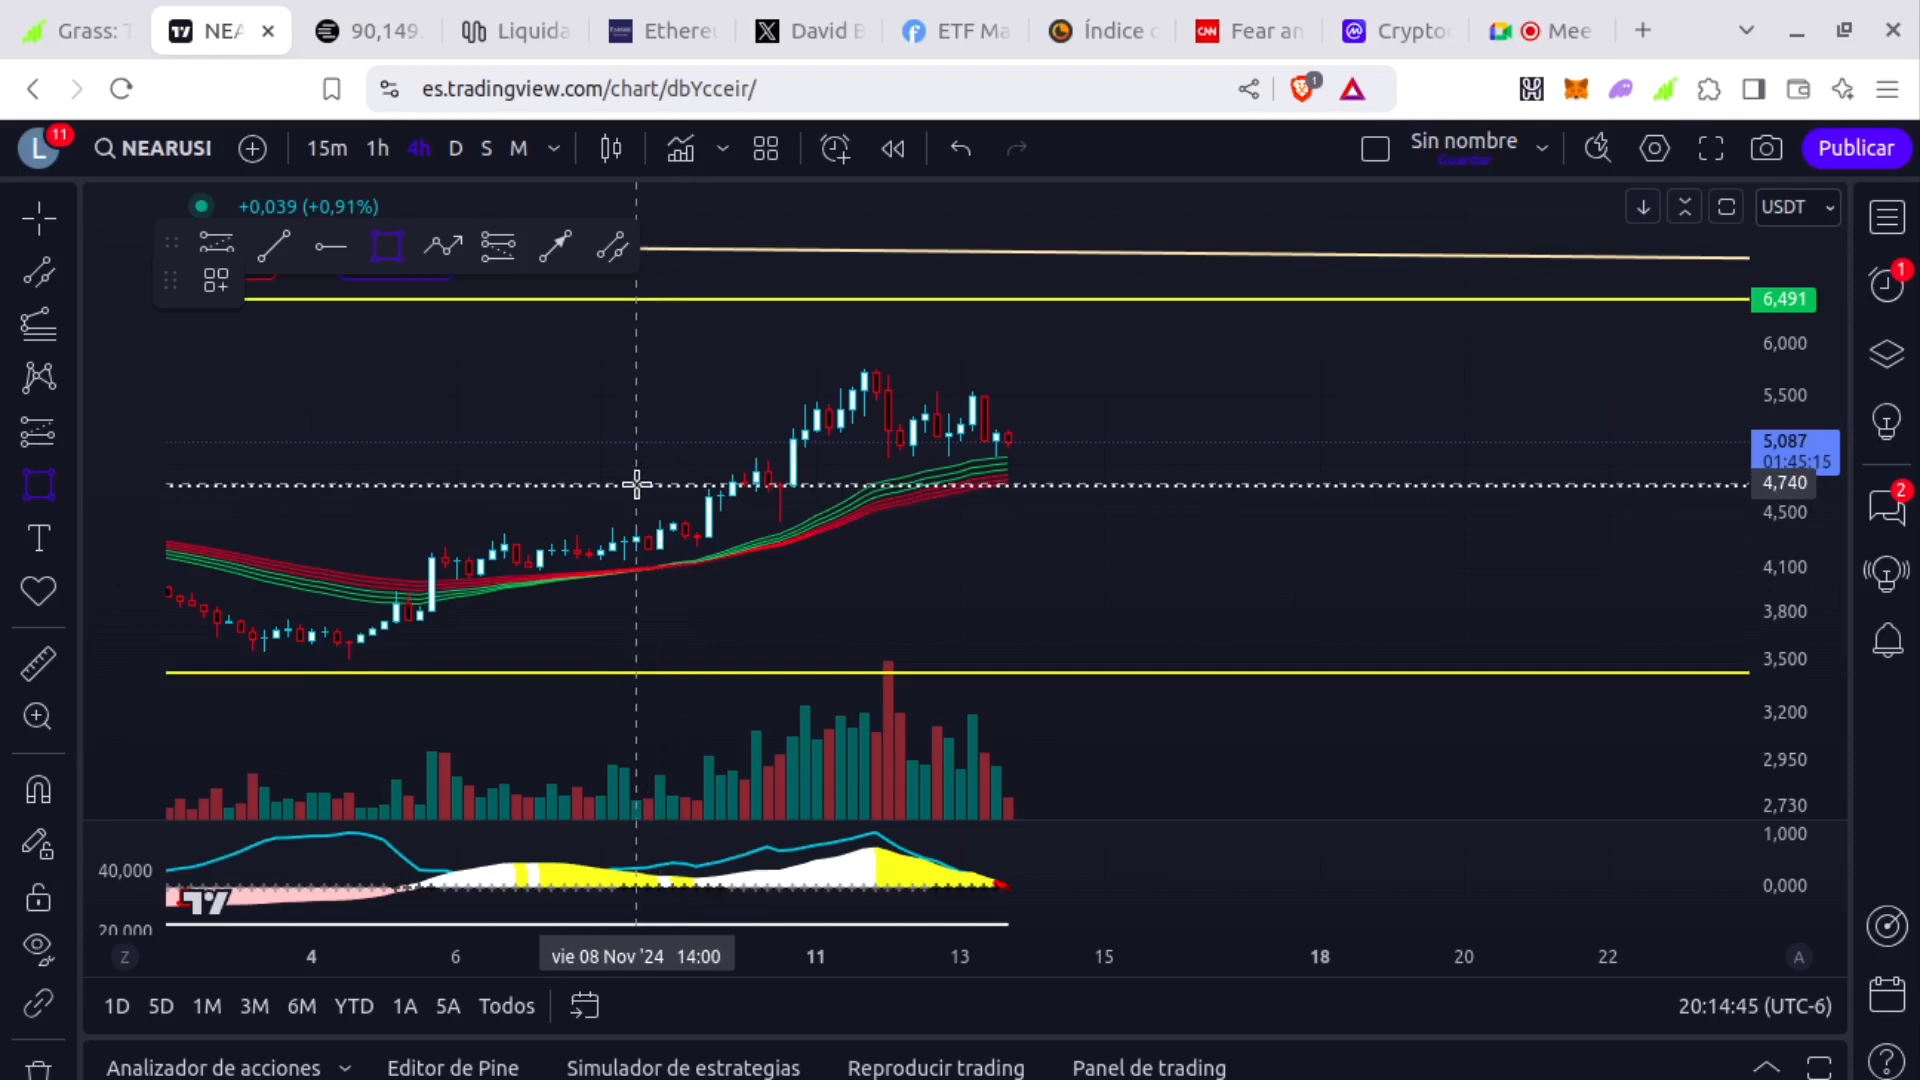 Grass: T
NEA
90,149
Liquida
Ethereu
David B
ETF Ma
Índice c
CNN
Fear an
Crypto
Mee
es.tradingview.com/chart/dbYcceir/
1
L
11
NEARUSI
15m 1h 4h D S M
Sin nombre
Guardar
Publicar
+0,039 (+0,91%)
USDT
6,491
6,000
5,500
5,087
01:45:15
4,740
4,500
4,100
3,800
3,500
3,200
2,950
2,730
1,000
0,000
40,000
20,000
1
2
Z
4
6
vie 08 Nov '24 14:00
11
13
15
18
20
22
A
1D 5D 1M 3M 6M YTD 1A 5A Todos
20:14:45 (UTC-6)
Analizador de acciones
Editor de Pine
Simulador de estrategias
Reproducir trading
Panel de trading